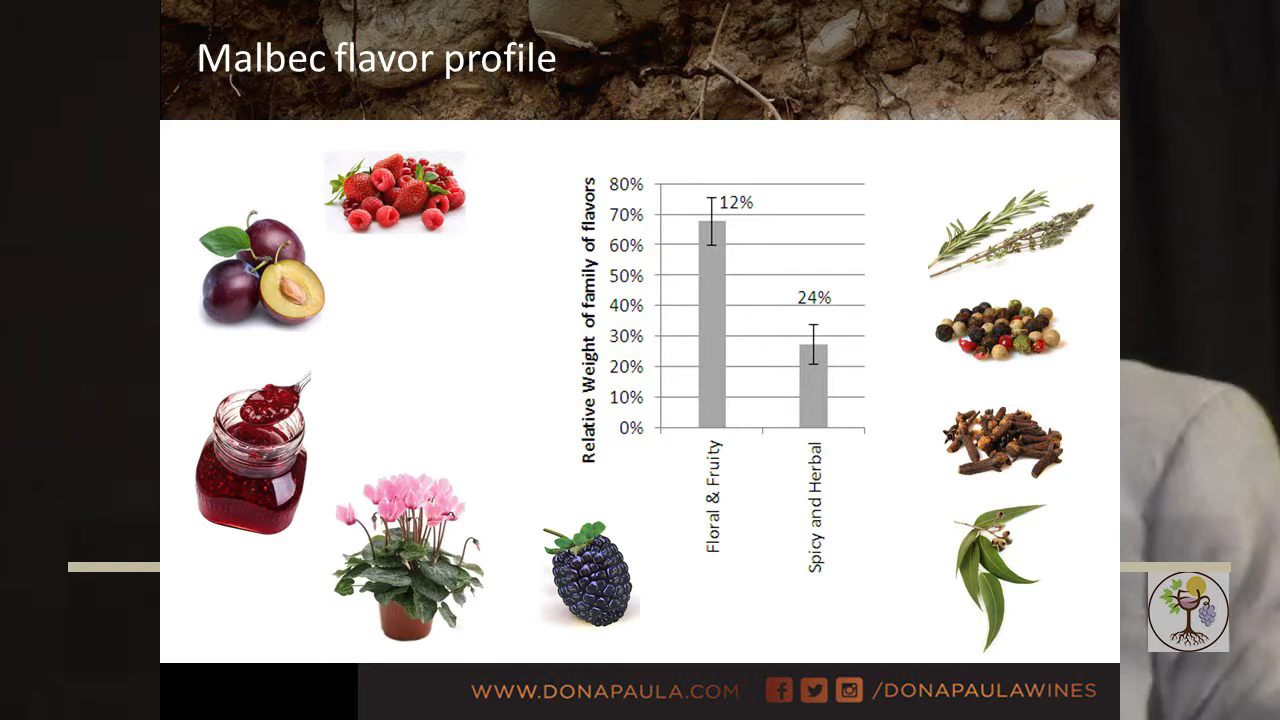 Malbec flavor profile
Relative Weight of family of flavors
80%
70%
60%
50%
40%
30%
20%
10%
0%
12%
24%
Floral & Fruity
Spicy and Herbal
WWW.DONAPAULA.COM
/DONAPAULAWINES